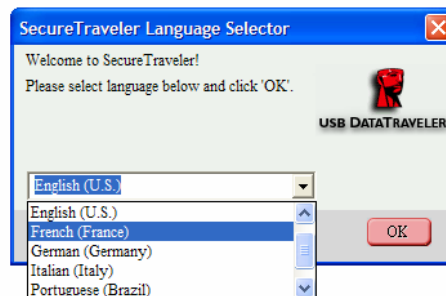 SecureTraveler Language Selector
Welcome to SecureTraveler!
Please select language below and click 'OK'.
USB DATATRAVELER
English (U.S.)
English (U.S.)
French (France)
OK
German (Germany)
Italian (Italy)
Portuguese (Brazil)